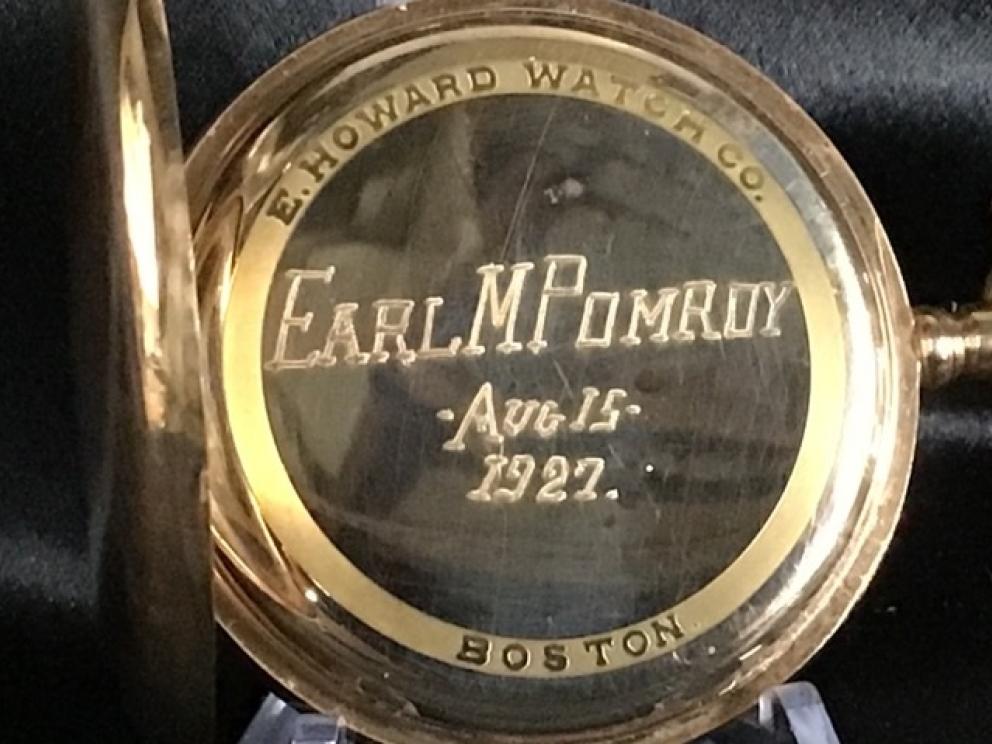 E. HOWARD WATCH CO.
EARL M POMROY
-AUG 15-
1927.
BOSTON